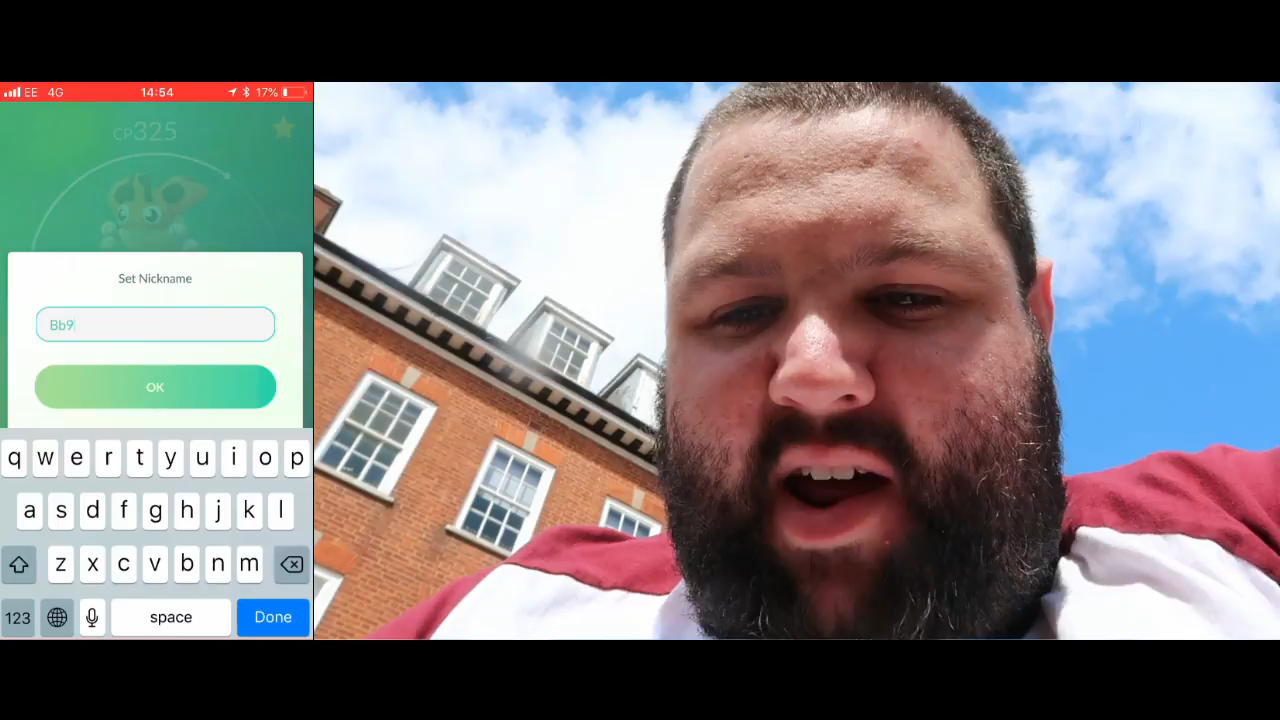 EE 4G 14:54 17%
CP325
Set Nickname
Bb9
OK
q w e r t y u i o p
a s d f g h j k l
z x c v b n m
123 space Done